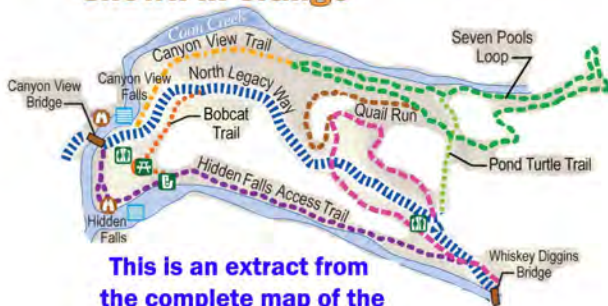 Coon Creek
Canyon View Trail
Seven Pools
Loop
Canyon View
Bridge
Canyon View
Falls
North Legacy
Way
Bobcat
Trail
Quail Run
Pond Turtle Trail
Hidden Falls Access Trail
Hidden
Falls
Whiskey Diggins
Bridge
This is an extract from
the complete map of the